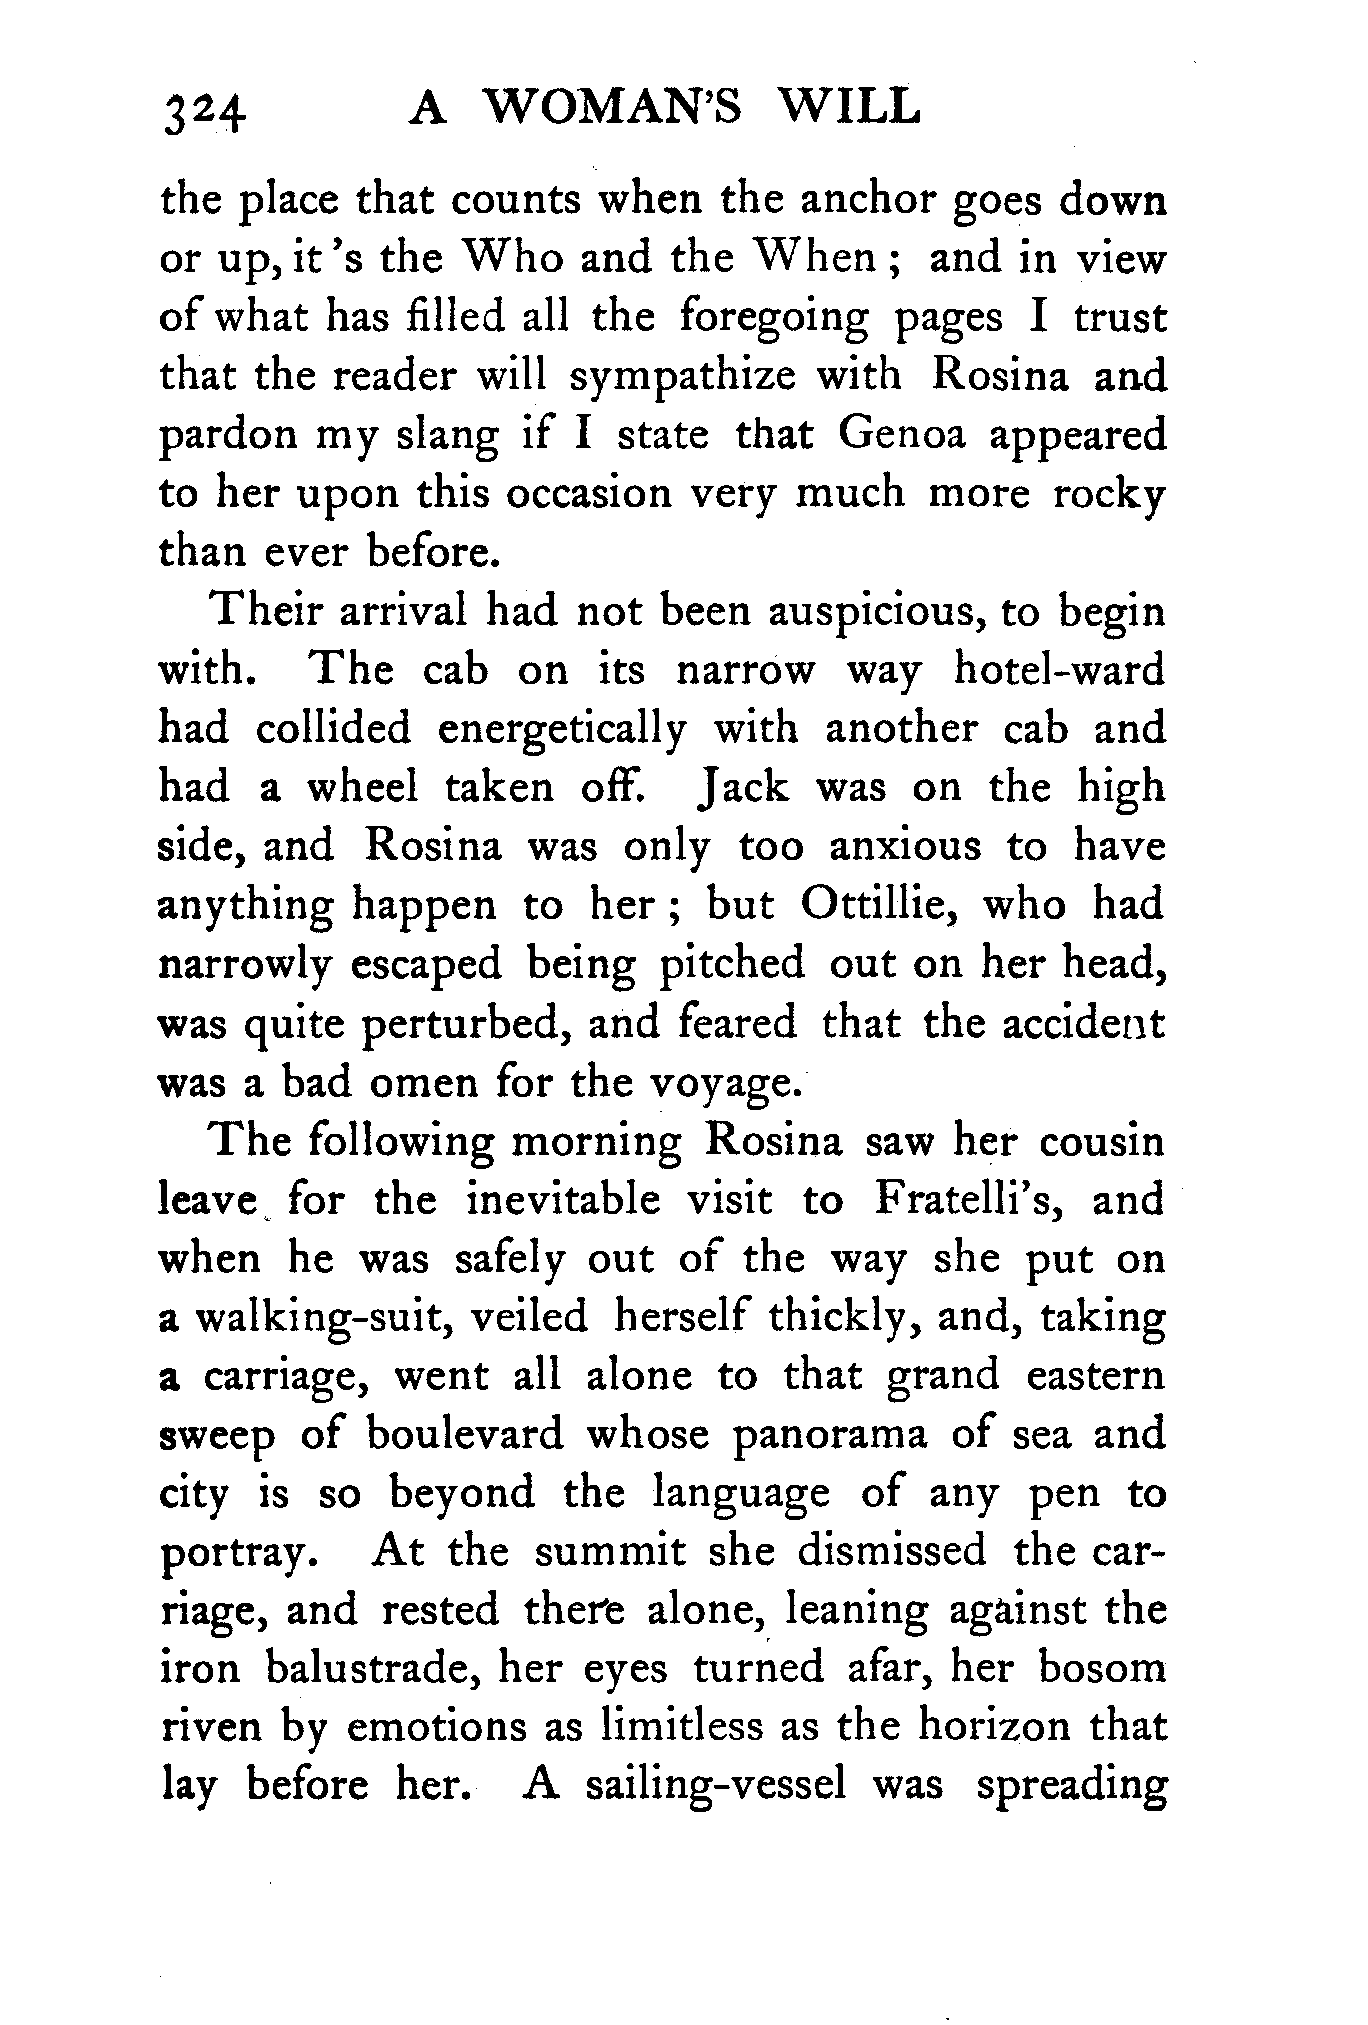 324 A WOMAN'S WILL
the place that counts when the anchor goes down
or up, it 's the Who and the When ; and in view
of what has filled all the foregoing pages I trust
that the reader will sympathize with Rosina and
pardon my slang if I state that Genoa appeared
to her upon this occasion very much more rocky
than ever before.
Their arrival had not been auspicious, to begin
with. The cab on its narrow way hotel-ward
had collided energetically with another cab and
had a wheel taken off. Jack was on the high
side, and Rosina was only too anxious to have
anything happen to her ; but Ottillie, who had
narrowly escaped being pitched out on her head,
was quite perturbed, and feared that the accident
was a bad omen for the voyage.
The following morning Rosina saw her cousin
leave for the inevitable visit to Fratelli's, and
when he was safely out of the way she put on
a walking-suit, veiled herself thickly, and, taking
a carriage, went all alone to that grand eastern
sweep of boulevard whose panorama of sea and
city is so beyond the language of any pen to
portray. At the summit she dismissed the car-
riage, and rested there alone, leaning against the
iron balustrade, her eyes turned afar, her bosom
riven by emotions as limitless as the horizon that
lay before her. A sailing-vessel was spreading